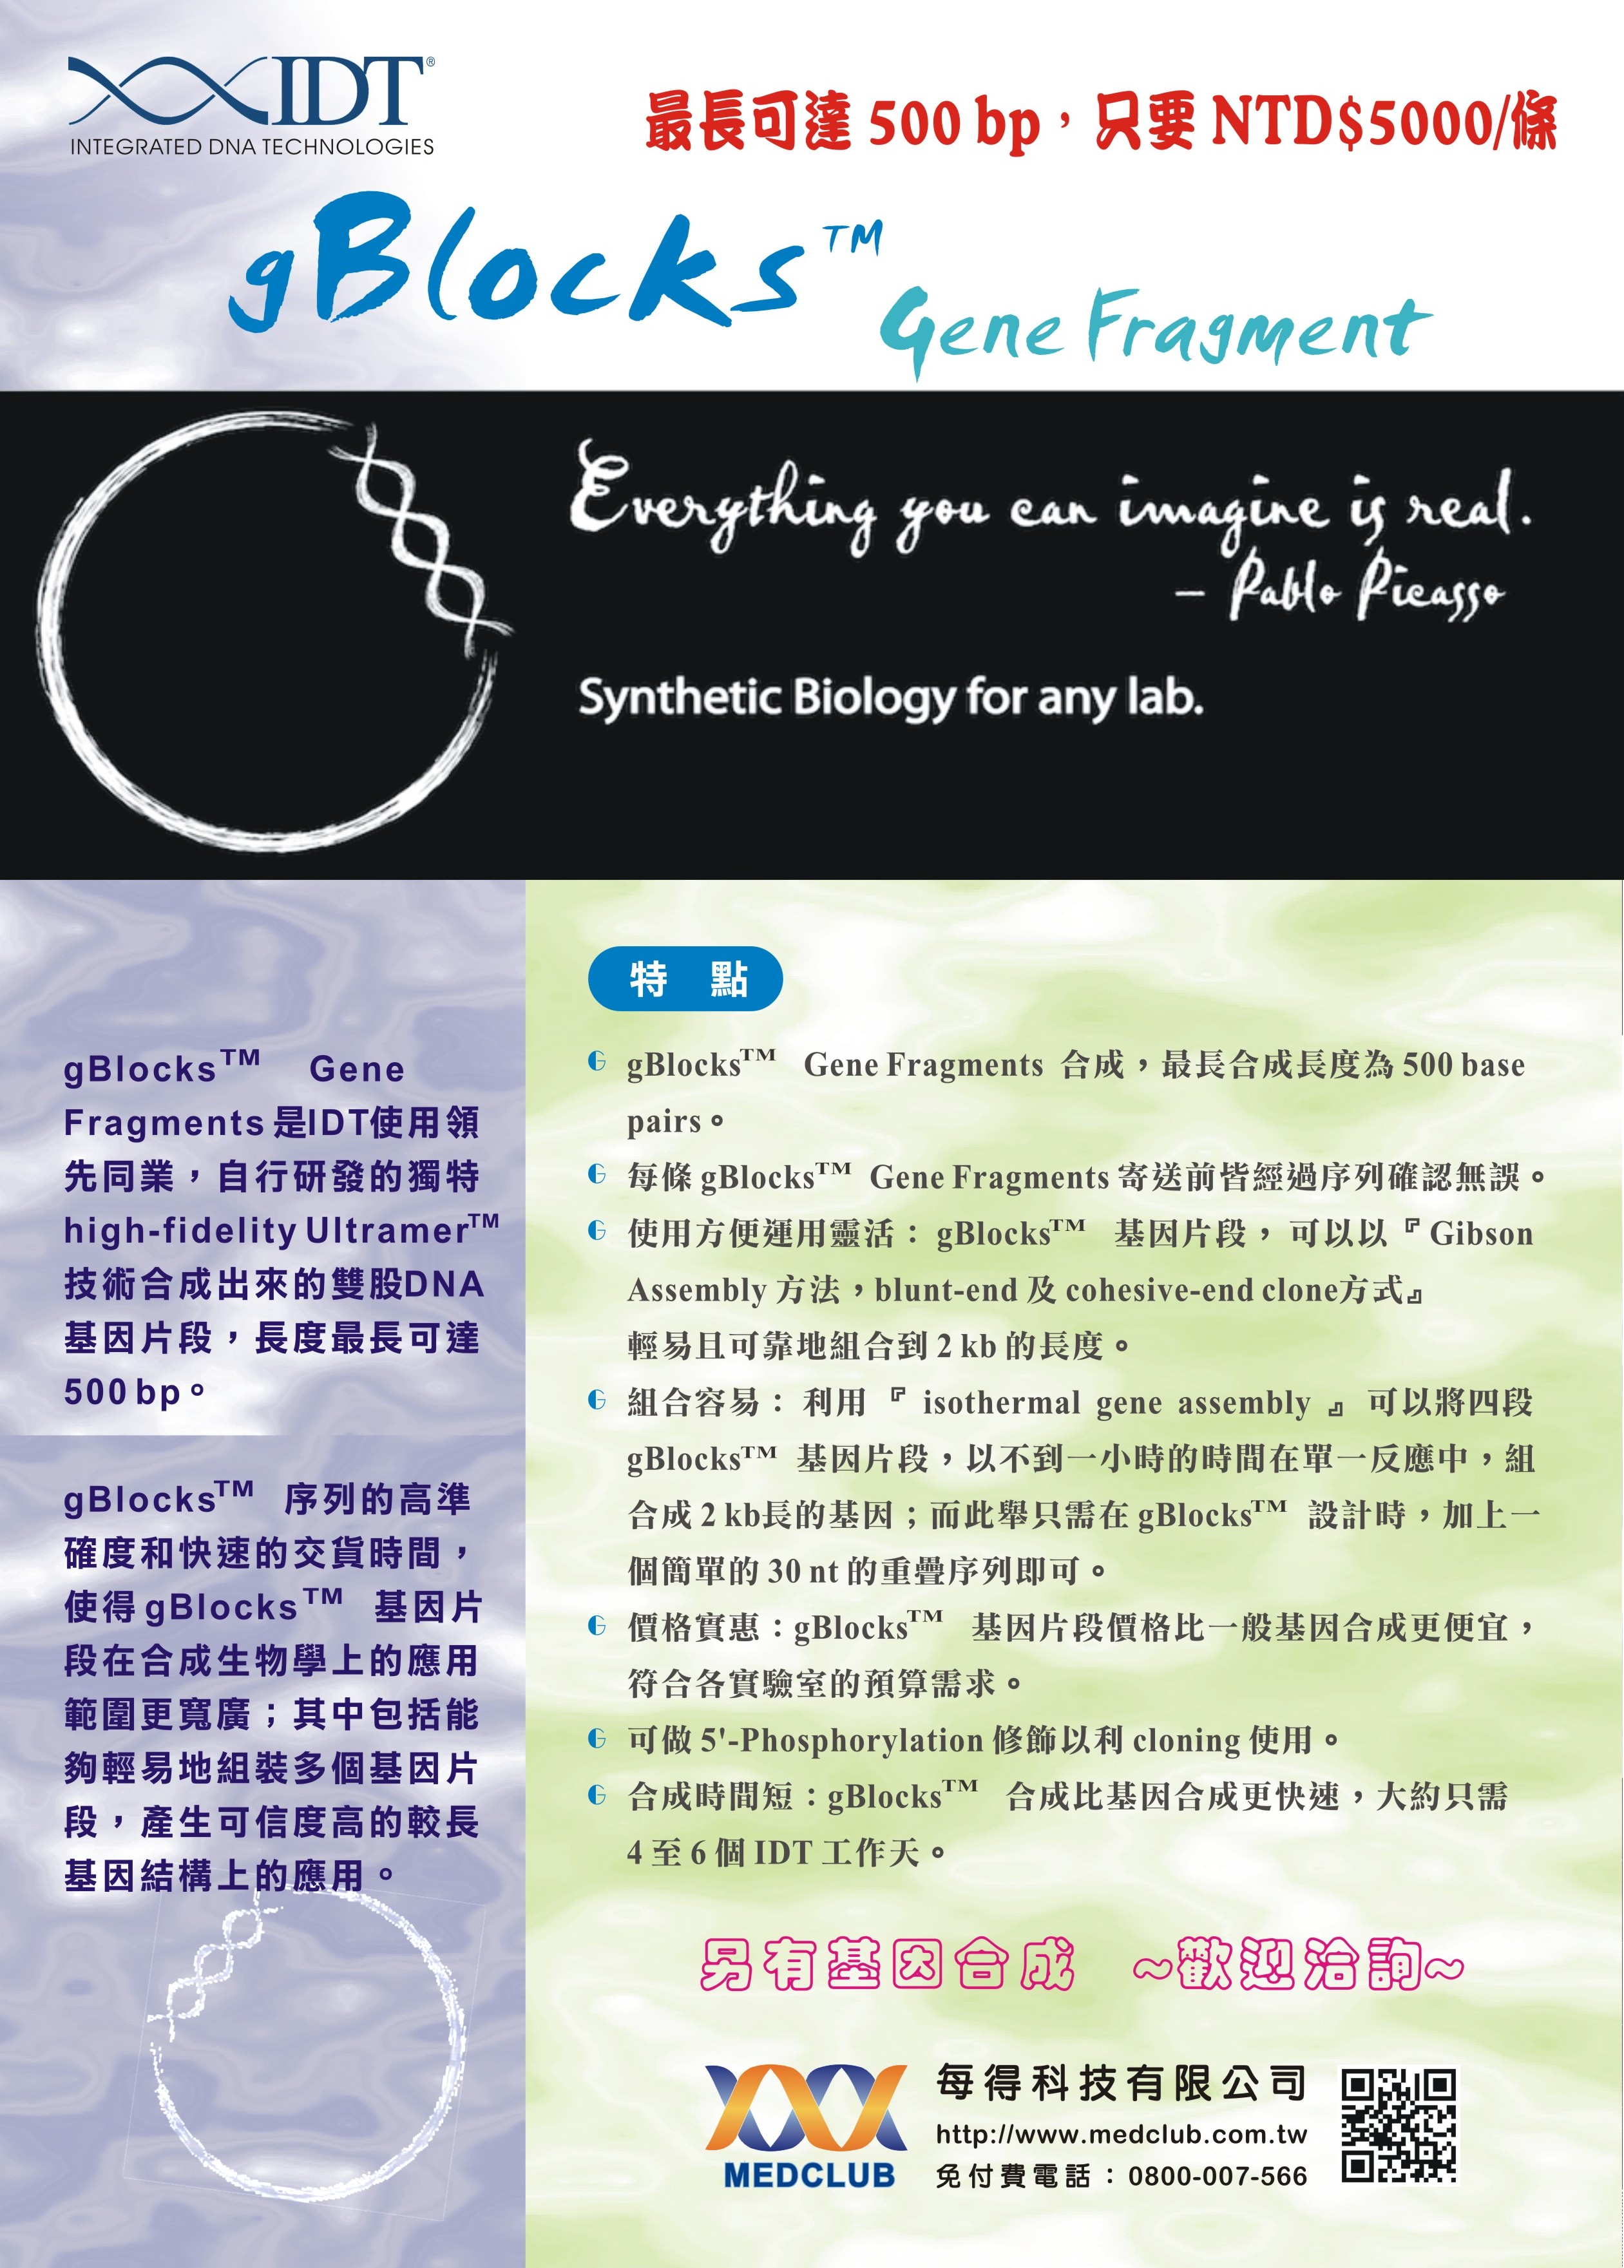 IDT®
INTEGRATED DNA TECHNOLOGIES
最長可達 500 bp，只要 NTD$5000/條
gBlocks™
Gene Fragment
Everything you can imagine is real.
– Pablo Picasso
Synthetic Biology for any lab.
gBlocks™ Gene
Fragments 是IDT使用領
先同業，自行研發的獨特
high-fidelity Ultramer™
技術合成出來的雙股DNA
基因片段，長度最長可達
500 bp。
gBlocks™ 序列的高準
確度和快速的交貨時間，
使得 gBlocks™ 基因片
段在合成生物學上的應用
範圍更寬廣；其中包括能
夠輕易地組裝多個基因片
段，產生可信度高的較長
基因結構上的應用。
特 點
gBlocks™ Gene Fragments 合成，最長合成長度為 500 base
pairs。
每條 gBlocks™ Gene Fragments 寄送前皆經過序列確認無誤。
使用方便運用靈活：gBlocks™ 基因片段，可以以『Gibson
Assembly 方法，blunt-end 及 cohesive-end clone方式』
輕易且可靠地組合到 2 kb 的長度。
組合容易：利用『 isothermal gene assembly 』可以將四段
gBlocks™ 基因片段，以不到一小時的時間在單一反應中，組
合成 2 kb長的基因；而此舉只需在 gBlocks™ 設計時，加上一
個簡單的 30 nt 的重疊序列即可。
價格實惠：gBlocks™ 基因片段價格比一般基因合成更便宜，
符合各實驗室的預算需求。
可做 5'-Phosphorylation 修飾以利 cloning 使用。
合成時間短：gBlocks™ 合成比基因合成更快速，大約只需
4 至 6 個 IDT 工作天。
另有基因合成 ~歡迎洽詢~
MEDCLUB
每得科技有限公司
http://www.medclub.com.tw
免付費電話：0800-007-566